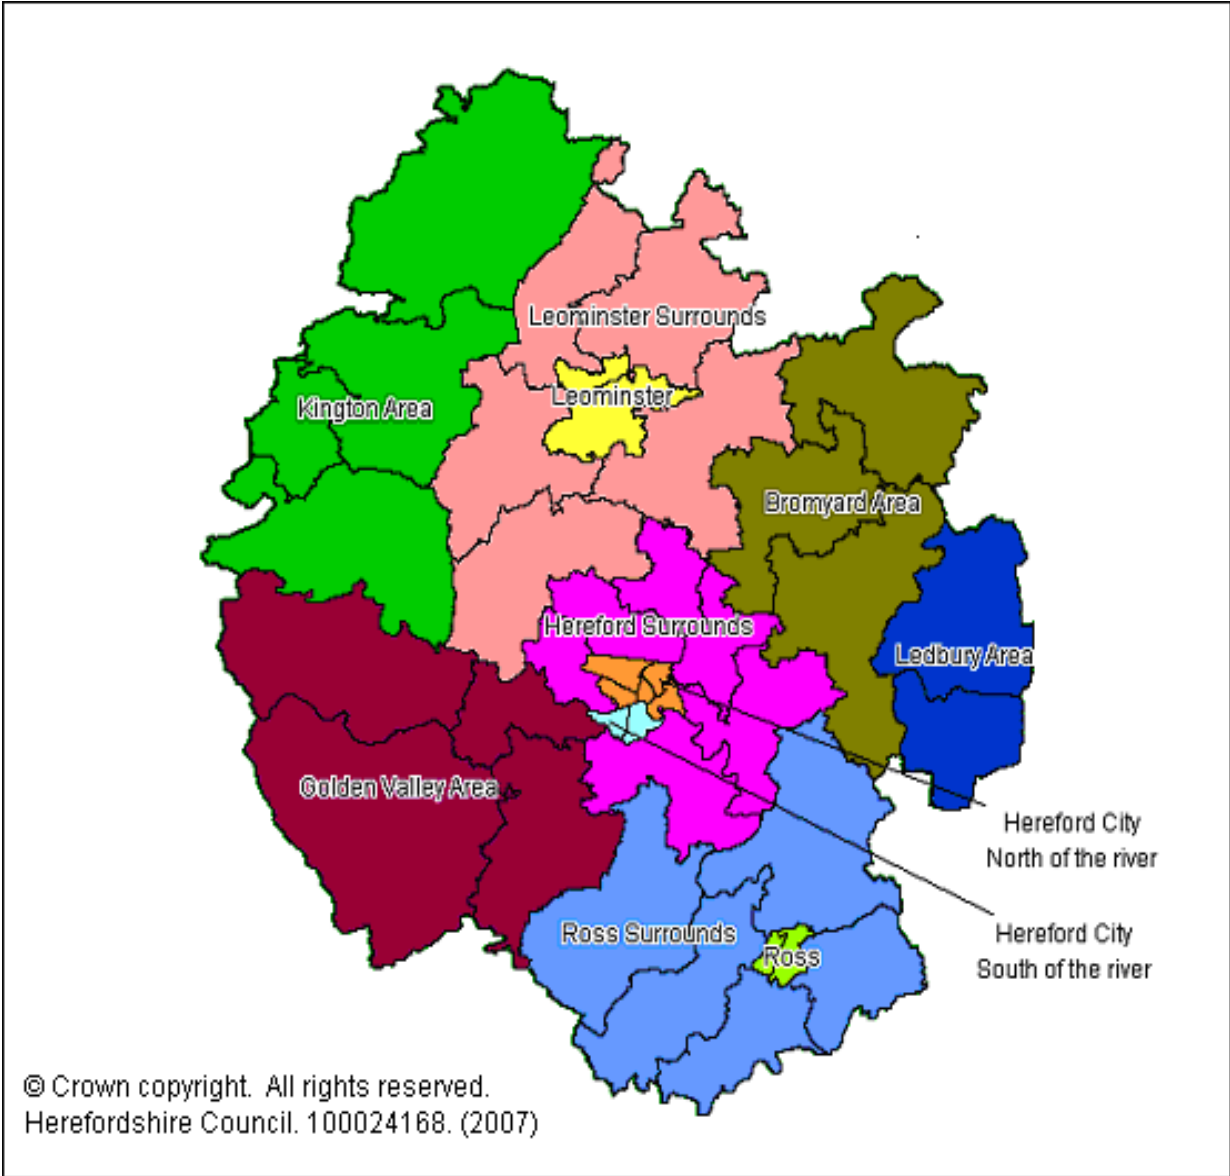 Leominster Surrounds
Leominster
Kington Area
Bromyard Area
Hereford Surrounds
Ledbury Area
Golden Valley Area
Hereford City
North of the river
Ross Surrounds
Ross
Hereford City
South of the river
© Crown copyright. All rights reserved.
Herefordshire Council. 100024168. (2007)